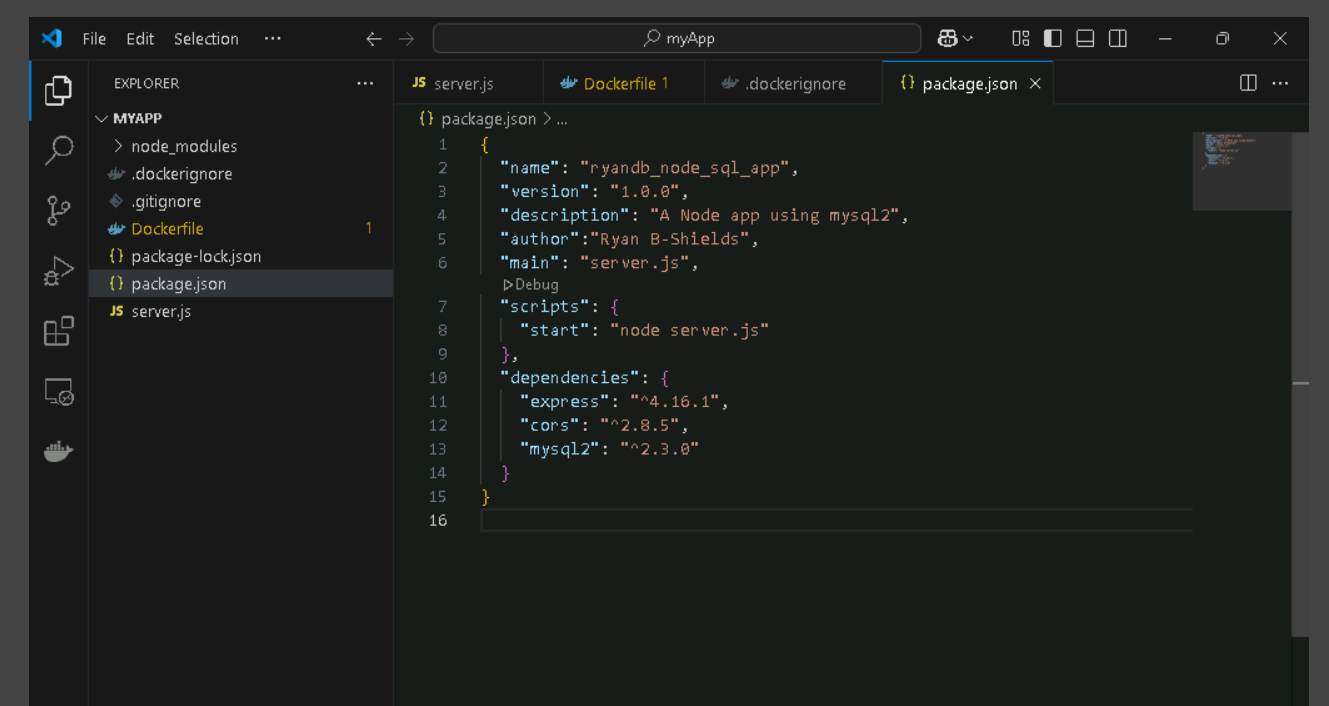 File Edit Selection ··· myApp
EXPLORER ···
MYAPP
node_modules
.dockerignore
.gitignore
Dockerfile 1
package-lock.json
package.json
JS server.js
JS server.js Dockerfile 1 .dockerignore {} package.json
{} package.json > ...
1 {
2 "name": "ryandb_node_sql_app",
3 "version": "1.0.0",
4 "description": "A Node app using mysql2",
5 "author":"Ryan B-Shields",
6 "main": "server.js",
Debug
7 "scripts": {
8 "start": "node server.js"
9 },
10 "dependencies": {
11 "express": "^4.16.1",
12 "cors": "^2.8.5",
13 "mysql2": "^2.3.0"
14 }
15 }
16